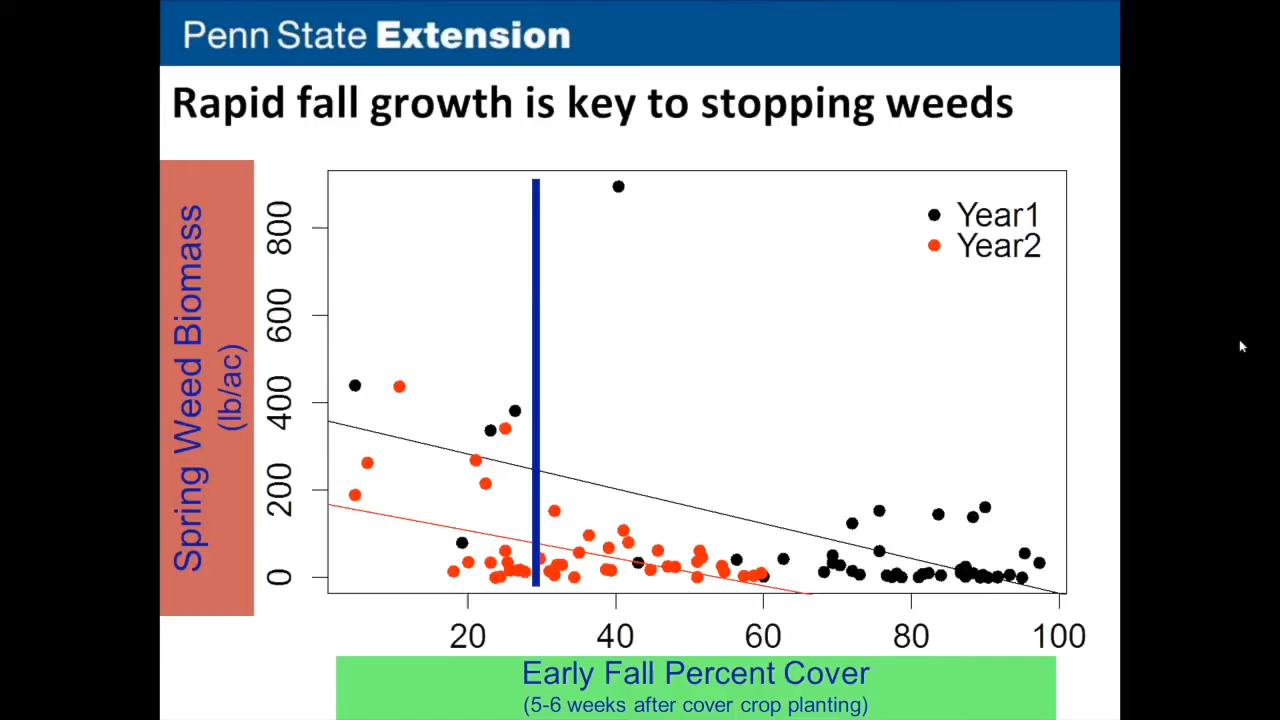 Penn State Extension
Rapid fall growth is key to stopping weeds
Spring Weed Biomass
(lb/ac)
800
600
400
200
0
Year1
Year2
20 40 60 80 100
Early Fall Percent Cover
(5-6 weeks after cover crop planting)